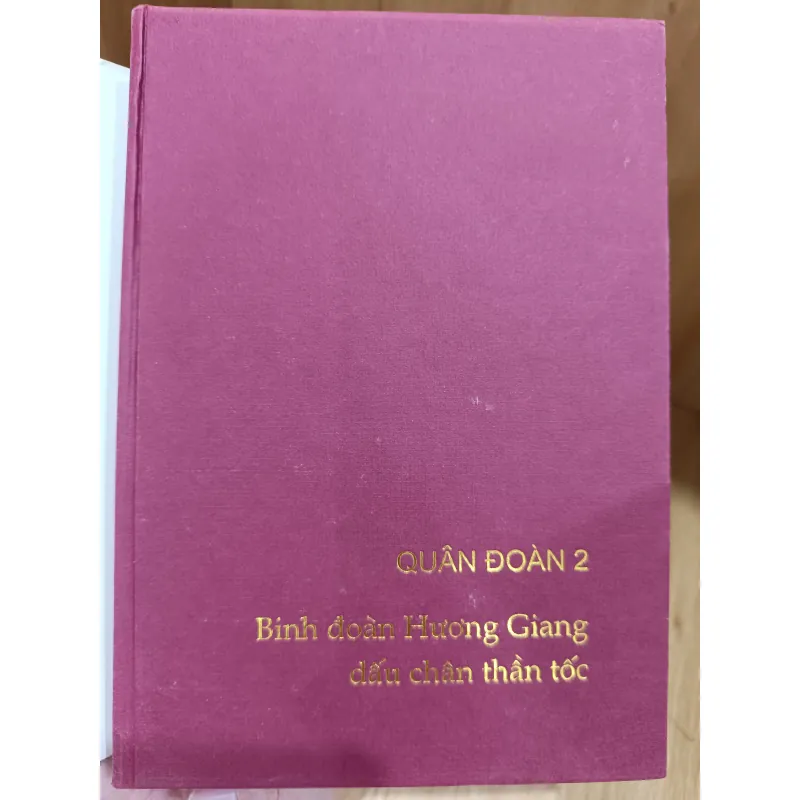 QUÂN ĐOÀN 2
Binh đoàn Hương Giang
dấu chân thần tốc